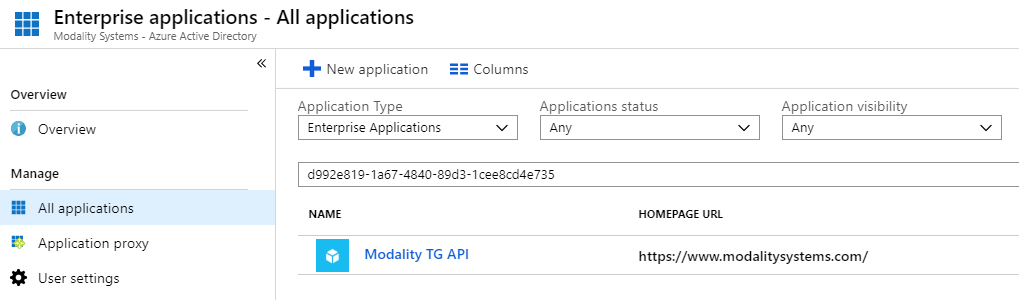 Enterprise applications - All applications
Modality Systems - Azure Active Directory
«
Overview
Overview
Manage
All applications
Application proxy
User settings
New application Columns
Application Type Applications status Application visibility
Enterprise Applications Any Any
d992e819-1a67-4840-89d3-1cee8cd4e735
NAME HOMEPAGE URL
Modality TG API https://www.modalitysystems.com/